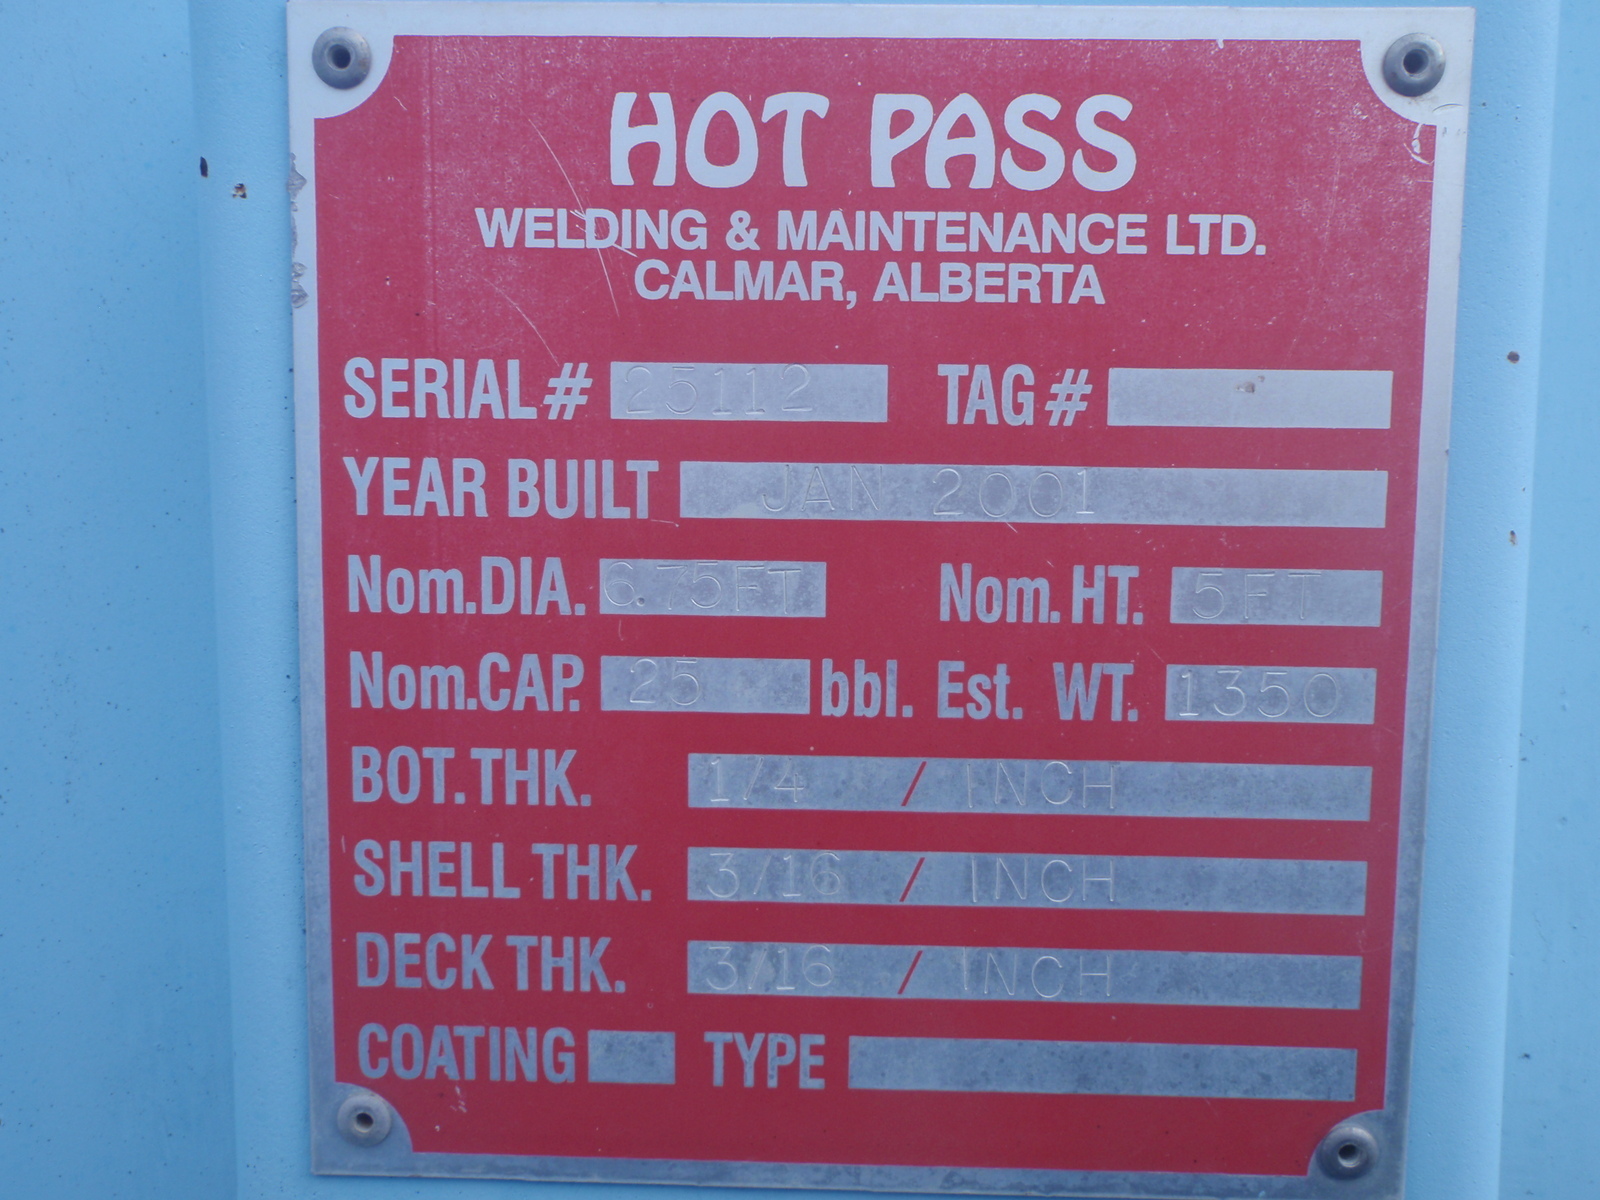 HOT PASS
WELDING & MAINTENANCE LTD.
CALMAR, ALBERTA
SERIAL # 25112 TAG #
YEAR BUILT JAN 2001
Nom.DIA. 6.75FT Nom. HT. 5FT
Nom.CAP. 25 bbl. Est. WT. 1350
BOT.THK. 1/4 / INCH
SHELL THK. 3/16 / INCH
DECK THK. 3/16 / INCH
COATING TYPE